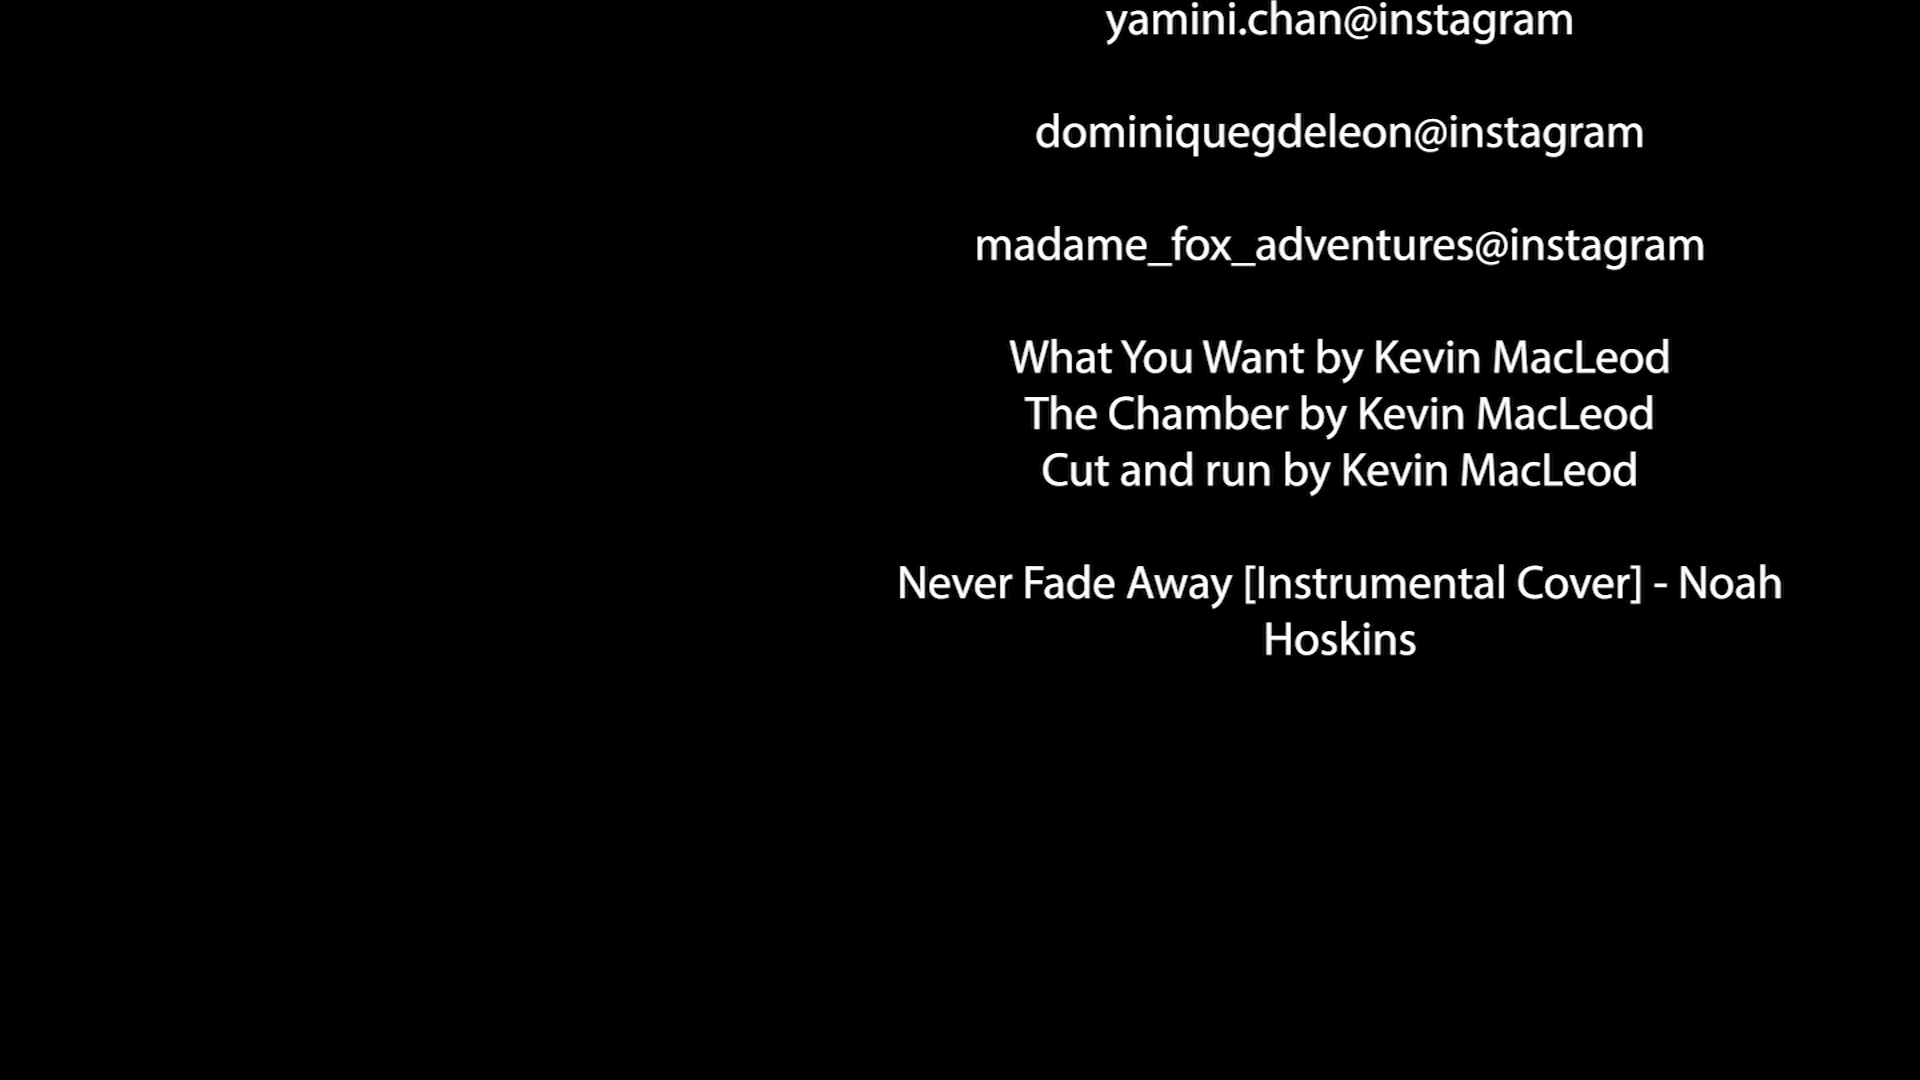 yamini.chan@instagram
dominiquegdeleon@instagram
madame_fox_adventures@instagram
What You Want by Kevin MacLeod
The Chamber by Kevin MacLeod
Cut and run by Kevin MacLeod
Never Fade Away [Instrumental Cover] - Noah
Hoskins